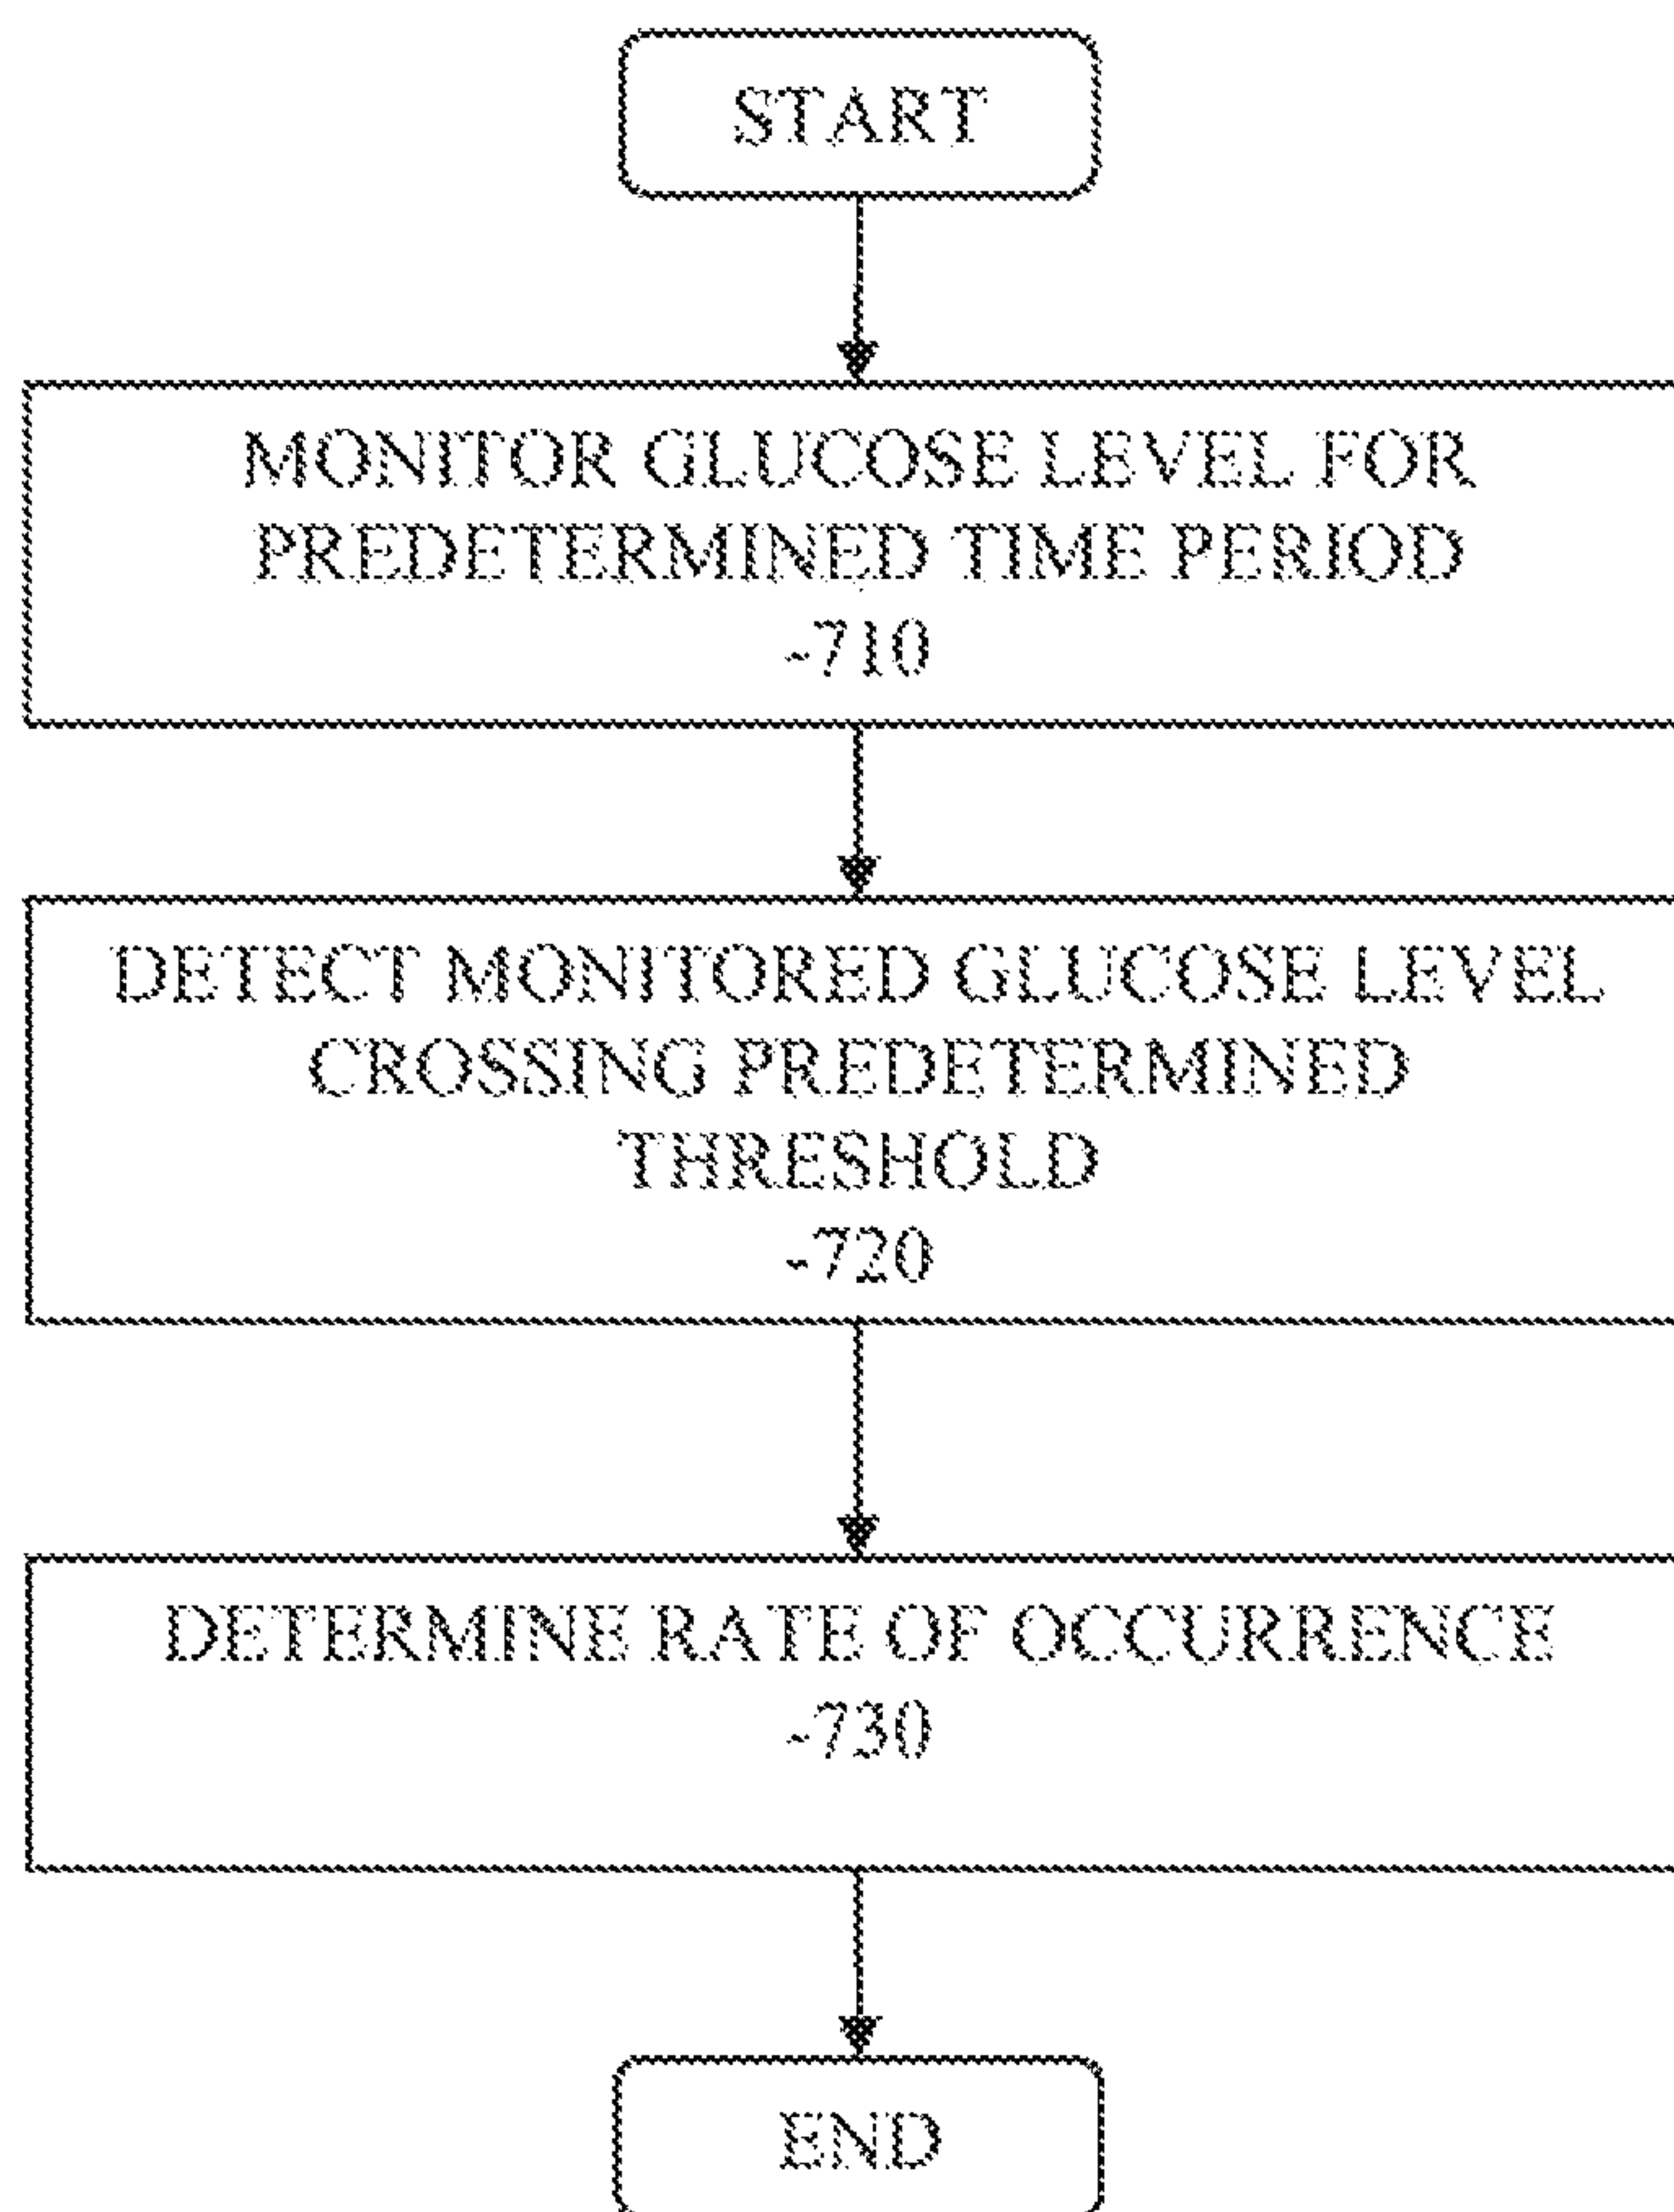 START
MONITOR GLUCOSE LEVEL FOR
PREDETERMINED TIME PERIOD
-710
DETECT MONITORED GLUCOSE LEVEL
CROSSING PREDETERMINED
THRESHOLD
-720
DETERMINE RATE OF OCCURRENCE
-730
END